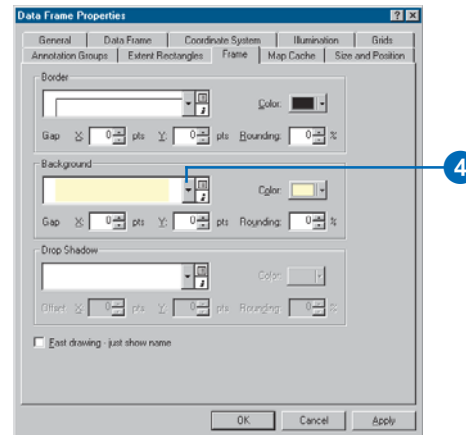 Data Frame Properties
General Data Frame Coordinate System Illumination Grids
Annotation Groups Extent Rectangles Frame Map Cache Size and Position
Border
Color:
Gap X: 0 pts Y: 0 pts Rounding: 0 %
Background
4
Color:
Gap X: 0 pts Y: 0 pts Rounding: 0 %
Drop Shadow
Color:
Offset X: 0 pts Y: 0 pts Rounding: 0 %
Fast drawing - just show name
OK Cancel Apply